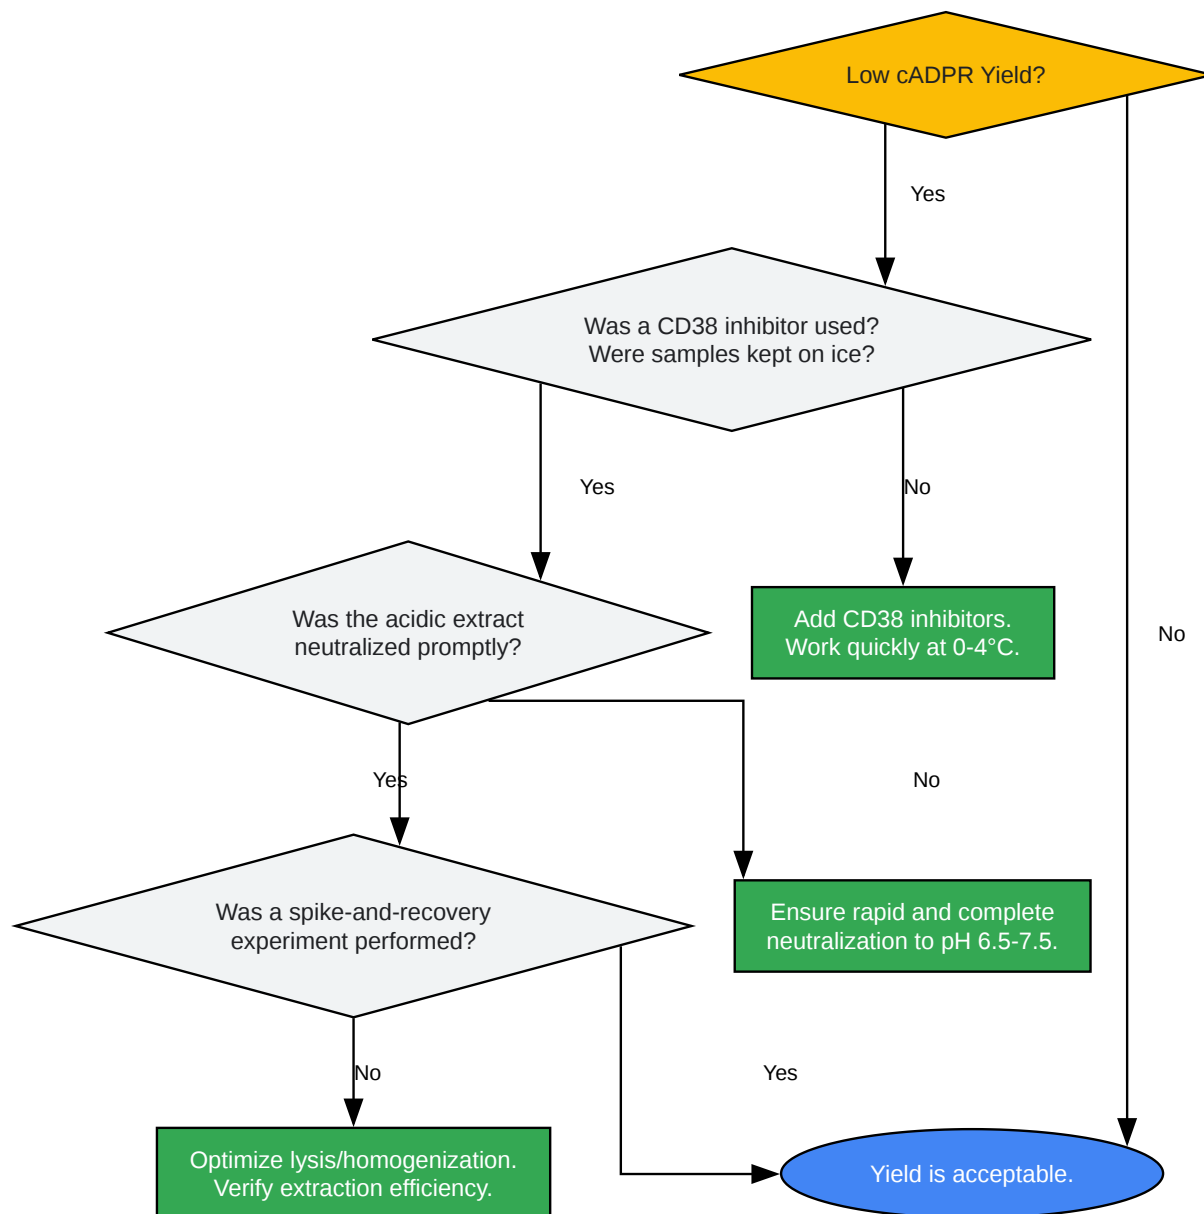 Low cADPR Yield?
Yes
Was a CD38 inhibitor used?
Were samples kept on ice?
Yes
No
Was the acidic extract
neutralized promptly?
Add CD38 inhibitors.
Work quickly at 0-4°C.
No
Yes
No
Was a spike-and-recovery
experiment performed?
Ensure rapid and complete
neutralization to pH 6.5-7.5.
No
Yes
Optimize lysis/homogenization.
Verify extraction efficiency.
Yield is acceptable.